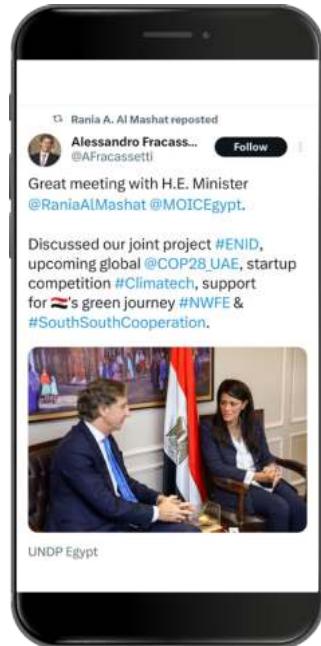 Rania A. Al Mashat reposted
Alessandro Fracass...
@AFracassetti
Follow
Great meeting with H.E. Minister
@RaniaAlMashat @MOICEgypt.
Discussed our joint project #ENID,
upcoming global @COP28_UAE, startup
competition #Climatech, support
for 🇪🇬's green journey #NWFE &
#SouthSouthCooperation.
UNDP Egypt